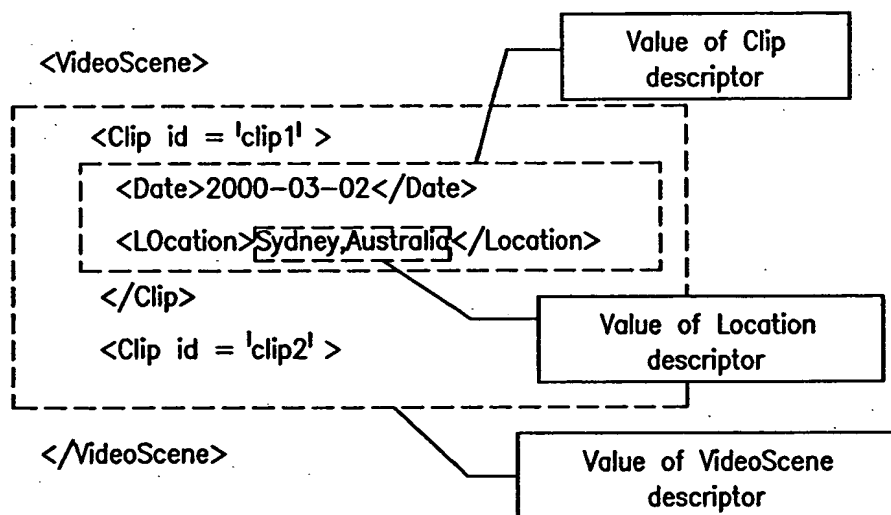 Value of Clip
descriptor
<VideoScene>
<Clip id = 'clip1' >
<Date>2000-03-02</Date>
<LOcation>Sydney,Australia</Location>
</Clip>
Value of Location
descriptor
<Clip id = 'clip2' >
</VideoScene>
Value of VideoScene
descriptor